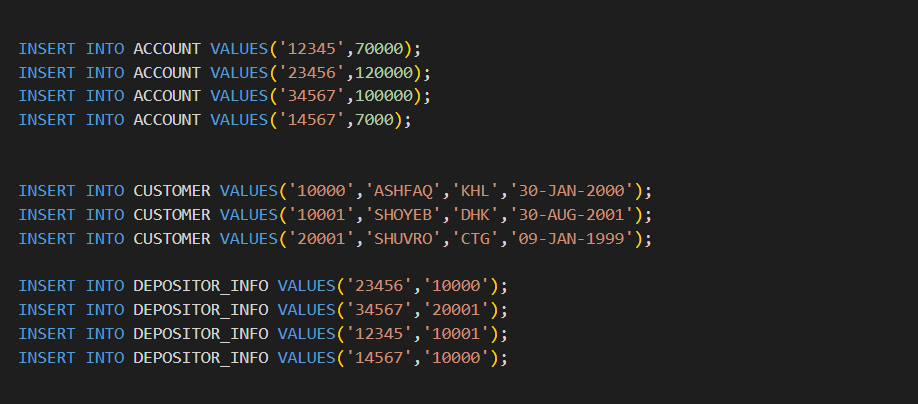 INSERT INTO ACCOUNT VALUES('12345',70000);
INSERT INTO ACCOUNT VALUES('23456',120000);
INSERT INTO ACCOUNT VALUES('34567',100000);
INSERT INTO ACCOUNT VALUES('14567',7000);
INSERT INTO CUSTOMER VALUES('10000','ASHFAQ','KHL','30-JAN-2000');
INSERT INTO CUSTOMER VALUES('10001','SHOYEB','DHK','30-AUG-2001');
INSERT INTO CUSTOMER VALUES('20001','SHUVRO','CTG','09-JAN-1999');
INSERT INTO DEPOSITOR_INFO VALUES('23456','10000');
INSERT INTO DEPOSITOR_INFO VALUES('34567','20001');
INSERT INTO DEPOSITOR_INFO VALUES('12345','10001');
INSERT INTO DEPOSITOR_INFO VALUES('14567','10000');